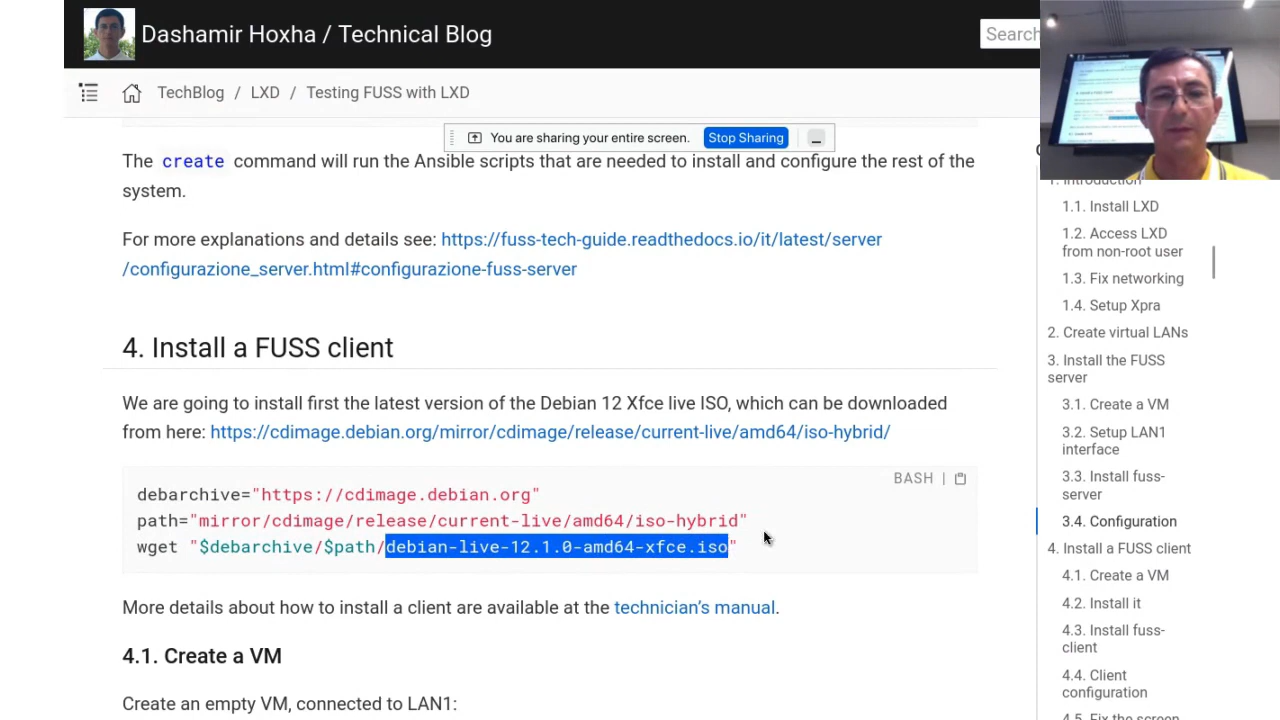 Dashamir Hoxha / Technical Blog
Search
TechBlog / LXD / Testing FUSS with LXD
You are sharing your entire screen. Stop Sharing
The create command will run the Ansible scripts that are needed to install and configure the rest of the
system.
For more explanations and details see: https://fuss-tech-guide.readthedocs.io/it/latest/server
/configurazione_server.html#configurazione-fuss-server
4. Install a FUSS client
We are going to install first the latest version of the Debian 12 Xfce live ISO, which can be downloaded
from here: https://cdimage.debian.org/mirror/cdimage/release/current-live/amd64/iso-hybrid/
BASH |
debarchive="https://cdimage.debian.org"
path="mirror/cdimage/release/current-live/amd64/iso-hybrid"
wget "$debarchive/$path/debian-live-12.1.0-amd64-xfce.iso"
More details about how to install a client are available at the technician's manual.
4.1. Create a VM
Create an empty VM, connected to LAN1:
1. Introduction
1.1. Install LXD
1.2. Access LXD
from non-root user
1.3. Fix networking
1.4. Setup Xpra
2. Create virtual LANs
3. Install the FUSS
server
3.1. Create a VM
3.2. Setup LAN1
interface
3.3. Install fuss-
server
3.4. Configuration
4. Install a FUSS client
4.1. Create a VM
4.2. Install it
4.3. Install fuss-
client
4.4. Client
configuration
4.5. Fix the screen